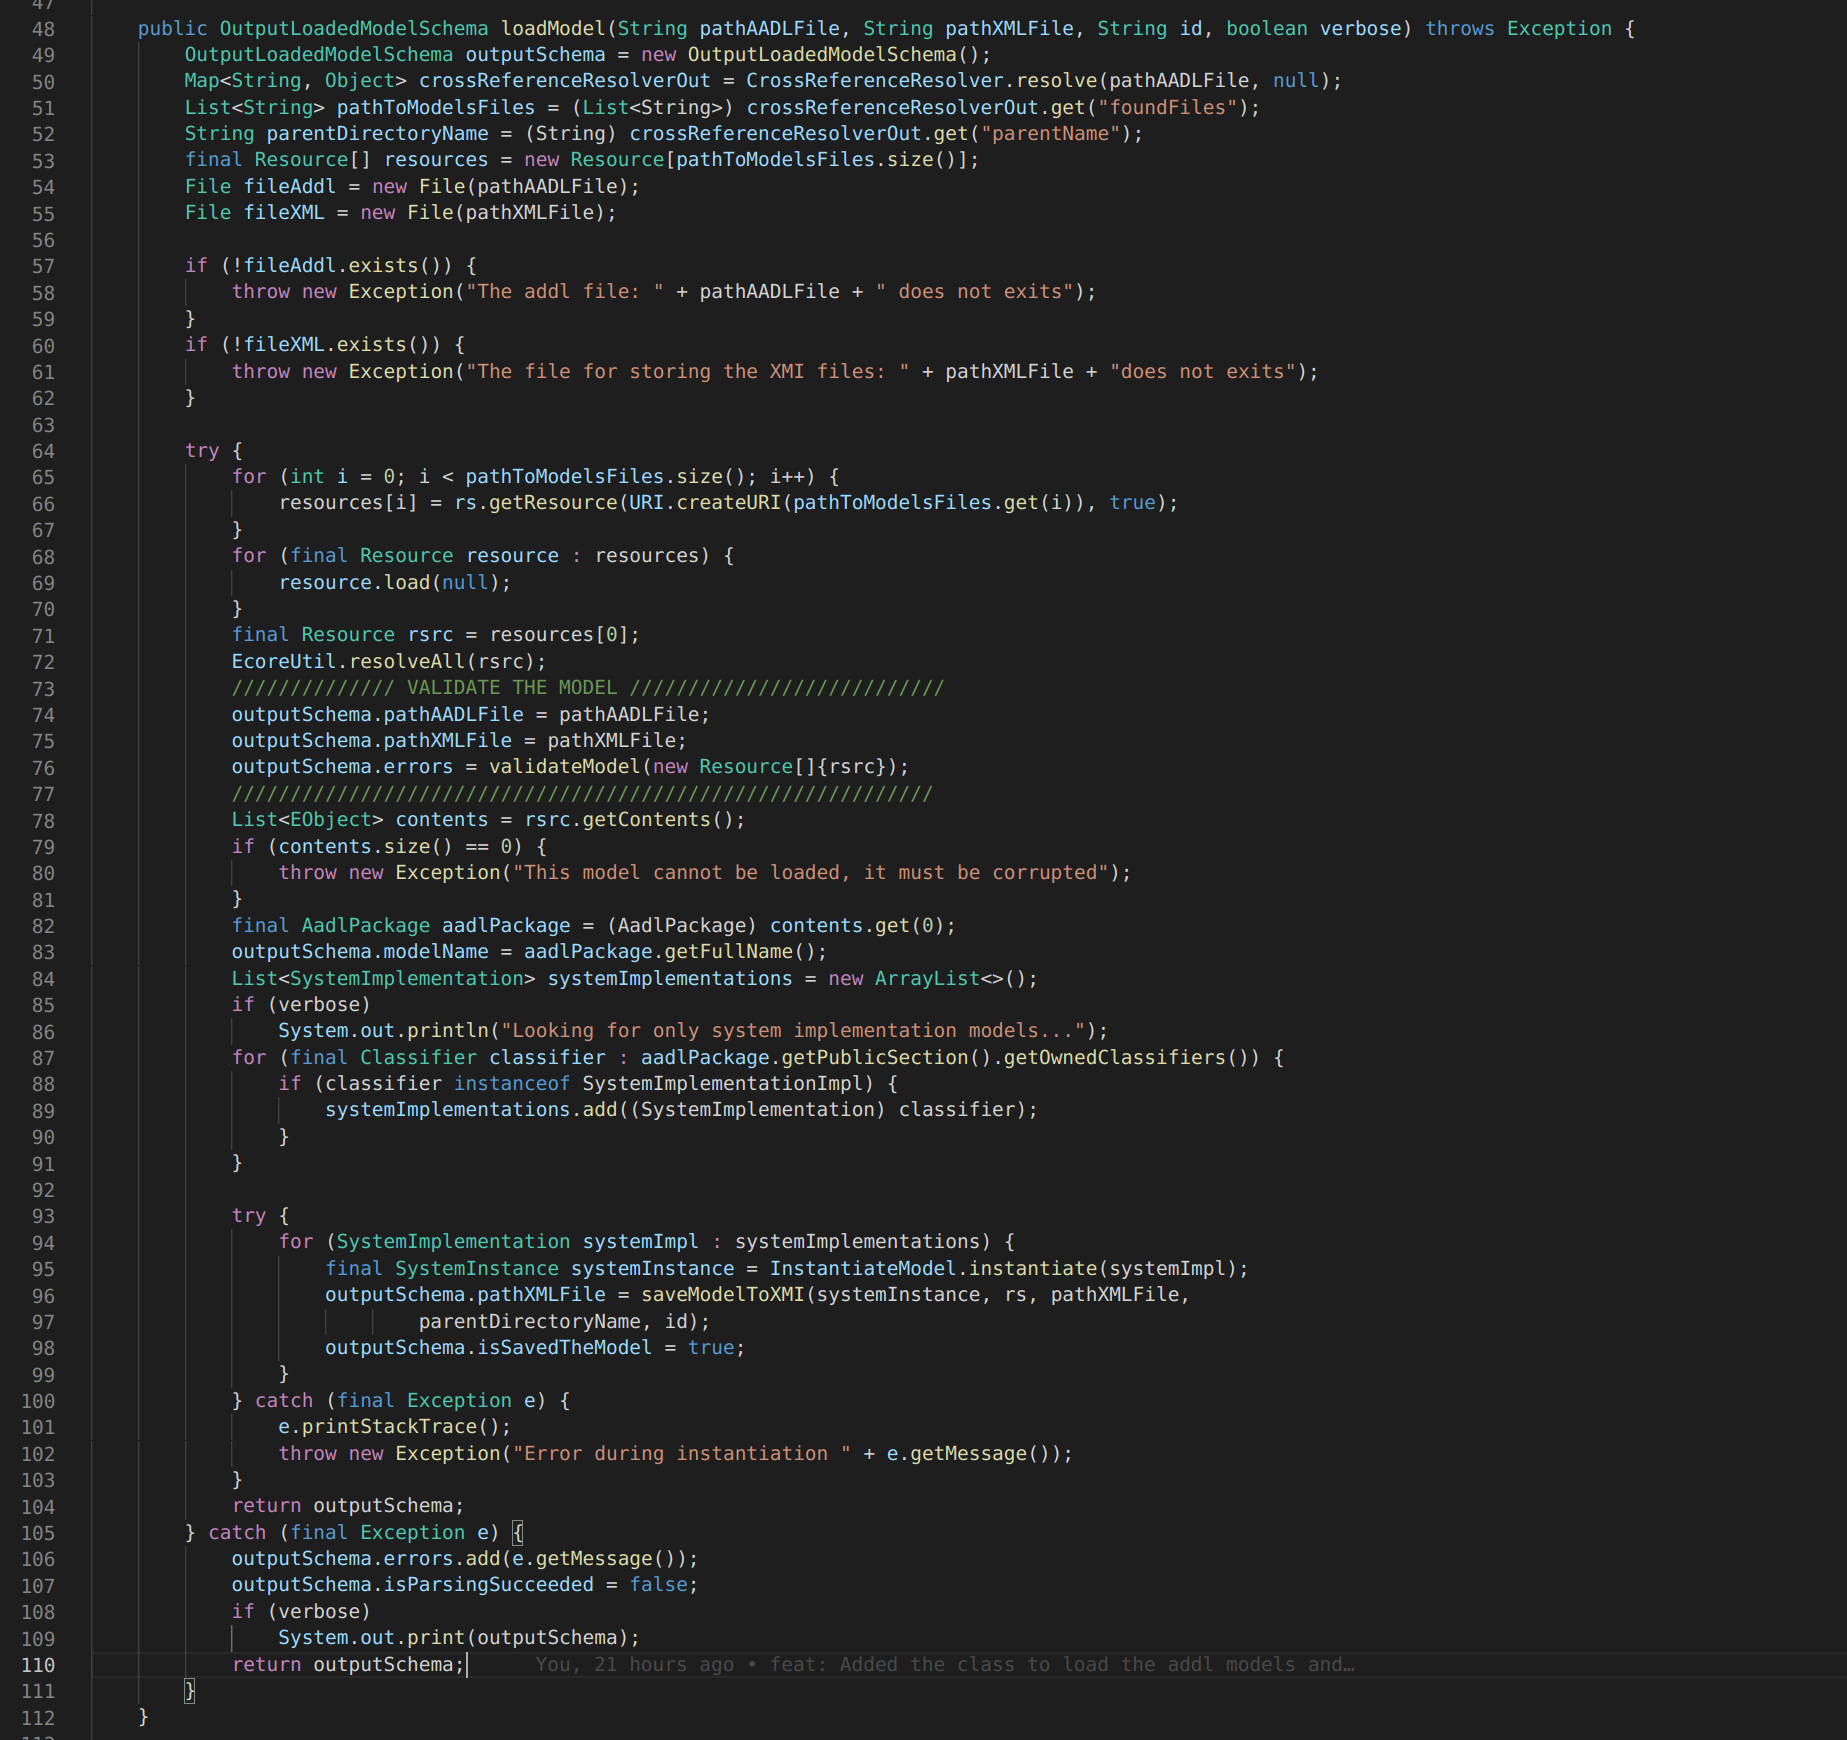 47
48 public OutputLoadedModelSchema loadModel(String pathAADLFile, String pathXMLFile, String id, boolean verbose) throws Exception {
49 OutputLoadedModelSchema outputSchema = new OutputLoadedModelSchema();
50 Map<String, Object> crossReferenceResolverOut = CrossReferenceResolver.resolve(pathAADLFile, null);
51 List<String> pathToModelsFiles = (List<String>) crossReferenceResolverOut.get("foundFiles");
52 String parentDirectoryName = (String) crossReferenceResolverOut.get("parentName");
53 final Resource[] resources = new Resource[pathToModelsFiles.size()];
54 File fileAddl = new File(pathAADLFile);
55 File fileXML = new File(pathXMLFile);
56
57 if (!fileAddl.exists()) {
58 throw new Exception("The addl file: " + pathAADLFile + " does not exits");
59 }
60 if (!fileXML.exists()) {
61 throw new Exception("The file for storing the XMI files: " + pathXMLFile + "does not exits");
62 }
63
64 try {
65 for (int i = 0; i < pathToModelsFiles.size(); i++) {
66 resources[i] = rs.getResource(URI.createURI(pathToModelsFiles.get(i)), true);
67 }
68 for (final Resource resource : resources) {
69 resource.load(null);
70 }
71 final Resource rsrc = resources[0];
72 EcoreUtil.resolveAll(rsrc);
73 ////////////// VALIDATE THE MODEL ///////////////////////////
74 outputSchema.pathAADLFile = pathAADLFile;
75 outputSchema.pathXMLFile = pathXMLFile;
76 outputSchema.errors = validateModel(new Resource[]{rsrc});
77 ////////////////////////////////////////////////////////////
78 List<EObject> contents = rsrc.getContents();
79 if (contents.size() == 0) {
80 throw new Exception("This model cannot be loaded, it must be corrupted");
81 }
82 final AadlPackage aadlPackage = (AadlPackage) contents.get(0);
83 outputSchema.modelName = aadlPackage.getFullName();
84 List<SystemImplementation> systemImplementations = new ArrayList<>();
85 if (verbose)
86 System.out.println("Looking for only system implementation models...");
87 for (final Classifier classifier : aadlPackage.getPublicSection().getOwnedClassifiers()) {
88 if (classifier instanceof SystemImplementationImpl) {
89 systemImplementations.add((SystemImplementation) classifier);
90 }
91 }
92
93 try {
94 for (SystemImplementation systemImpl : systemImplementations) {
95 final SystemInstance systemInstance = InstantiateModel.instantiate(systemImpl);
96 outputSchema.pathXMLFile = saveModelToXMI(systemInstance, rs, pathXMLFile,
97 parentDirectoryName, id);
98 outputSchema.isSavedTheModel = true;
99 }
100 } catch (final Exception e) {
101 e.printStackTrace();
102 throw new Exception("Error during instantiation " + e.getMessage());
103 }
104 return outputSchema;
105 } catch (final Exception e) {
106 outputSchema.errors.add(e.getMessage());
107 outputSchema.isParsingSucceeded = false;
108 if (verbose)
109 System.out.print(outputSchema);
110 return outputSchema; You, 21 hours ago • feat: Added the class to load the addl models and…
111 }
112 }
113